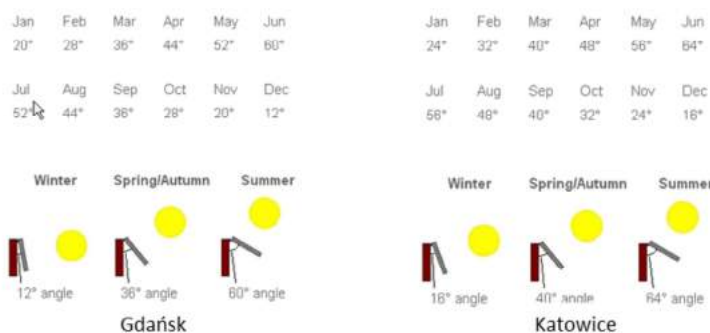 Jan Feb Mar Apr May Jun
20° 28° 36° 44° 52° 60°
Jul Aug Sep Oct Nov Dec
52° 44° 36° 28° 20° 12°
Winter Spring/Autumn Summer
12° angle 36° angle 60° angle
Gdańsk
Jan Feb Mar Apr May Jun
24° 32° 40° 48° 56° 64°
Jul Aug Sep Oct Nov Dec
56° 48° 40° 32° 24° 16°
Winter Spring/Autumn Summer
16° angle 40° angle 64° angle
Katowice